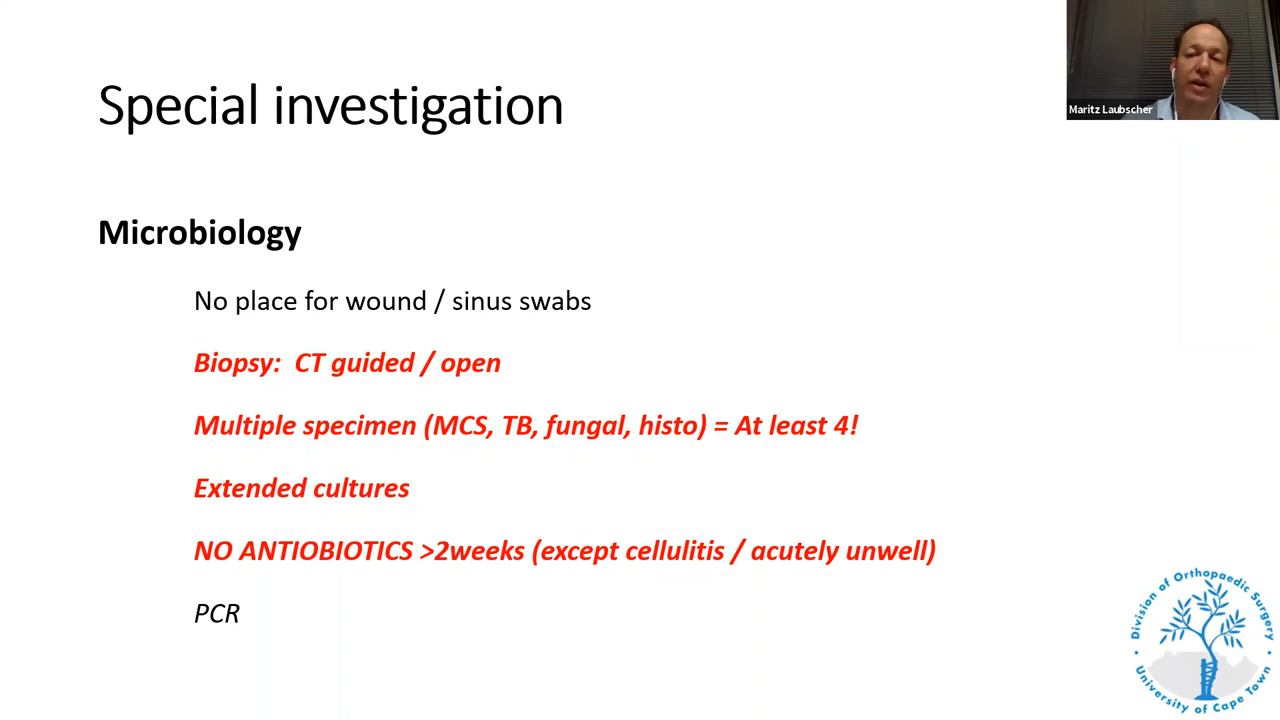 Special investigation
Maritz Laubscher
Microbiology
No place for wound / sinus swabs
Biopsy: CT guided / open
Multiple specimen (MCS, TB, fungal, histo) = At least 4!
Extended cultures
NO ANTIOBIOTICS >2weeks (except cellulitis / acutely unwell)
PCR
Division of Orthopaedic Surgery
University of Cape Town